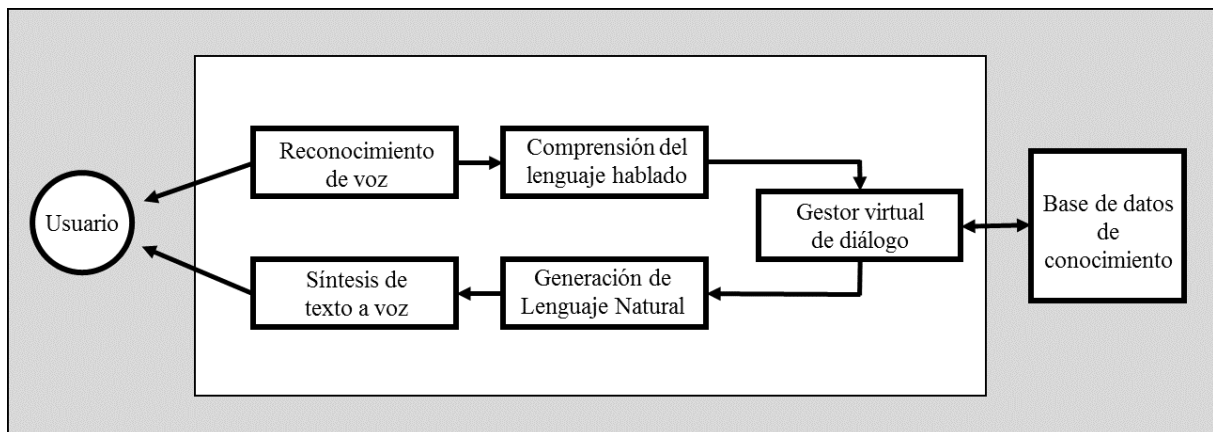 Usuario
Reconocimiento
de voz
Comprensión del
lenguaje hablado
Gestor virtual
de diálogo
Base de datos
de
conocimiento
Síntesis de
texto a voz
Generación de
Lenguaje Natural